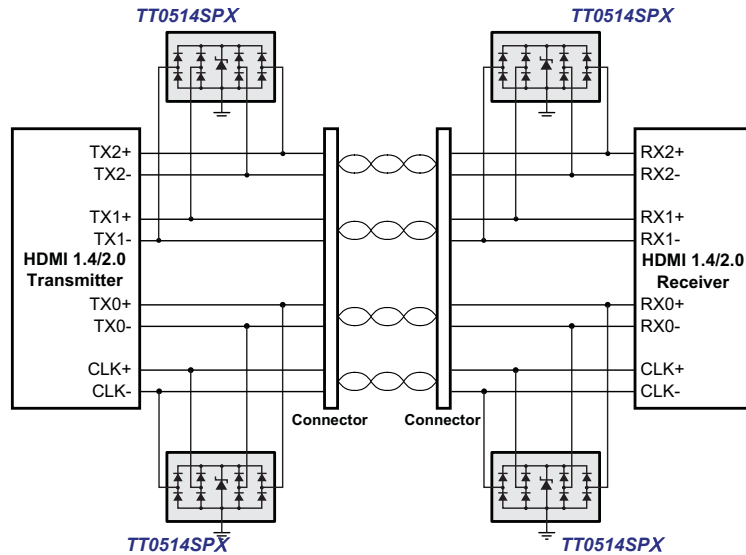 TT0514SPX
TT0514SPX
TX2+
TX2-
TX1+
TX1-
HDMI 1.4/2.0
Transmitter
TX0+
TX0-
CLK+
CLK-
RX2+
RX2-
RX1+
RX1-
HDMI 1.4/2.0
Receiver
RX0+
RX0-
CLK+
CLK-
Connector
Connector
TT0514SPX
TT0514SPX